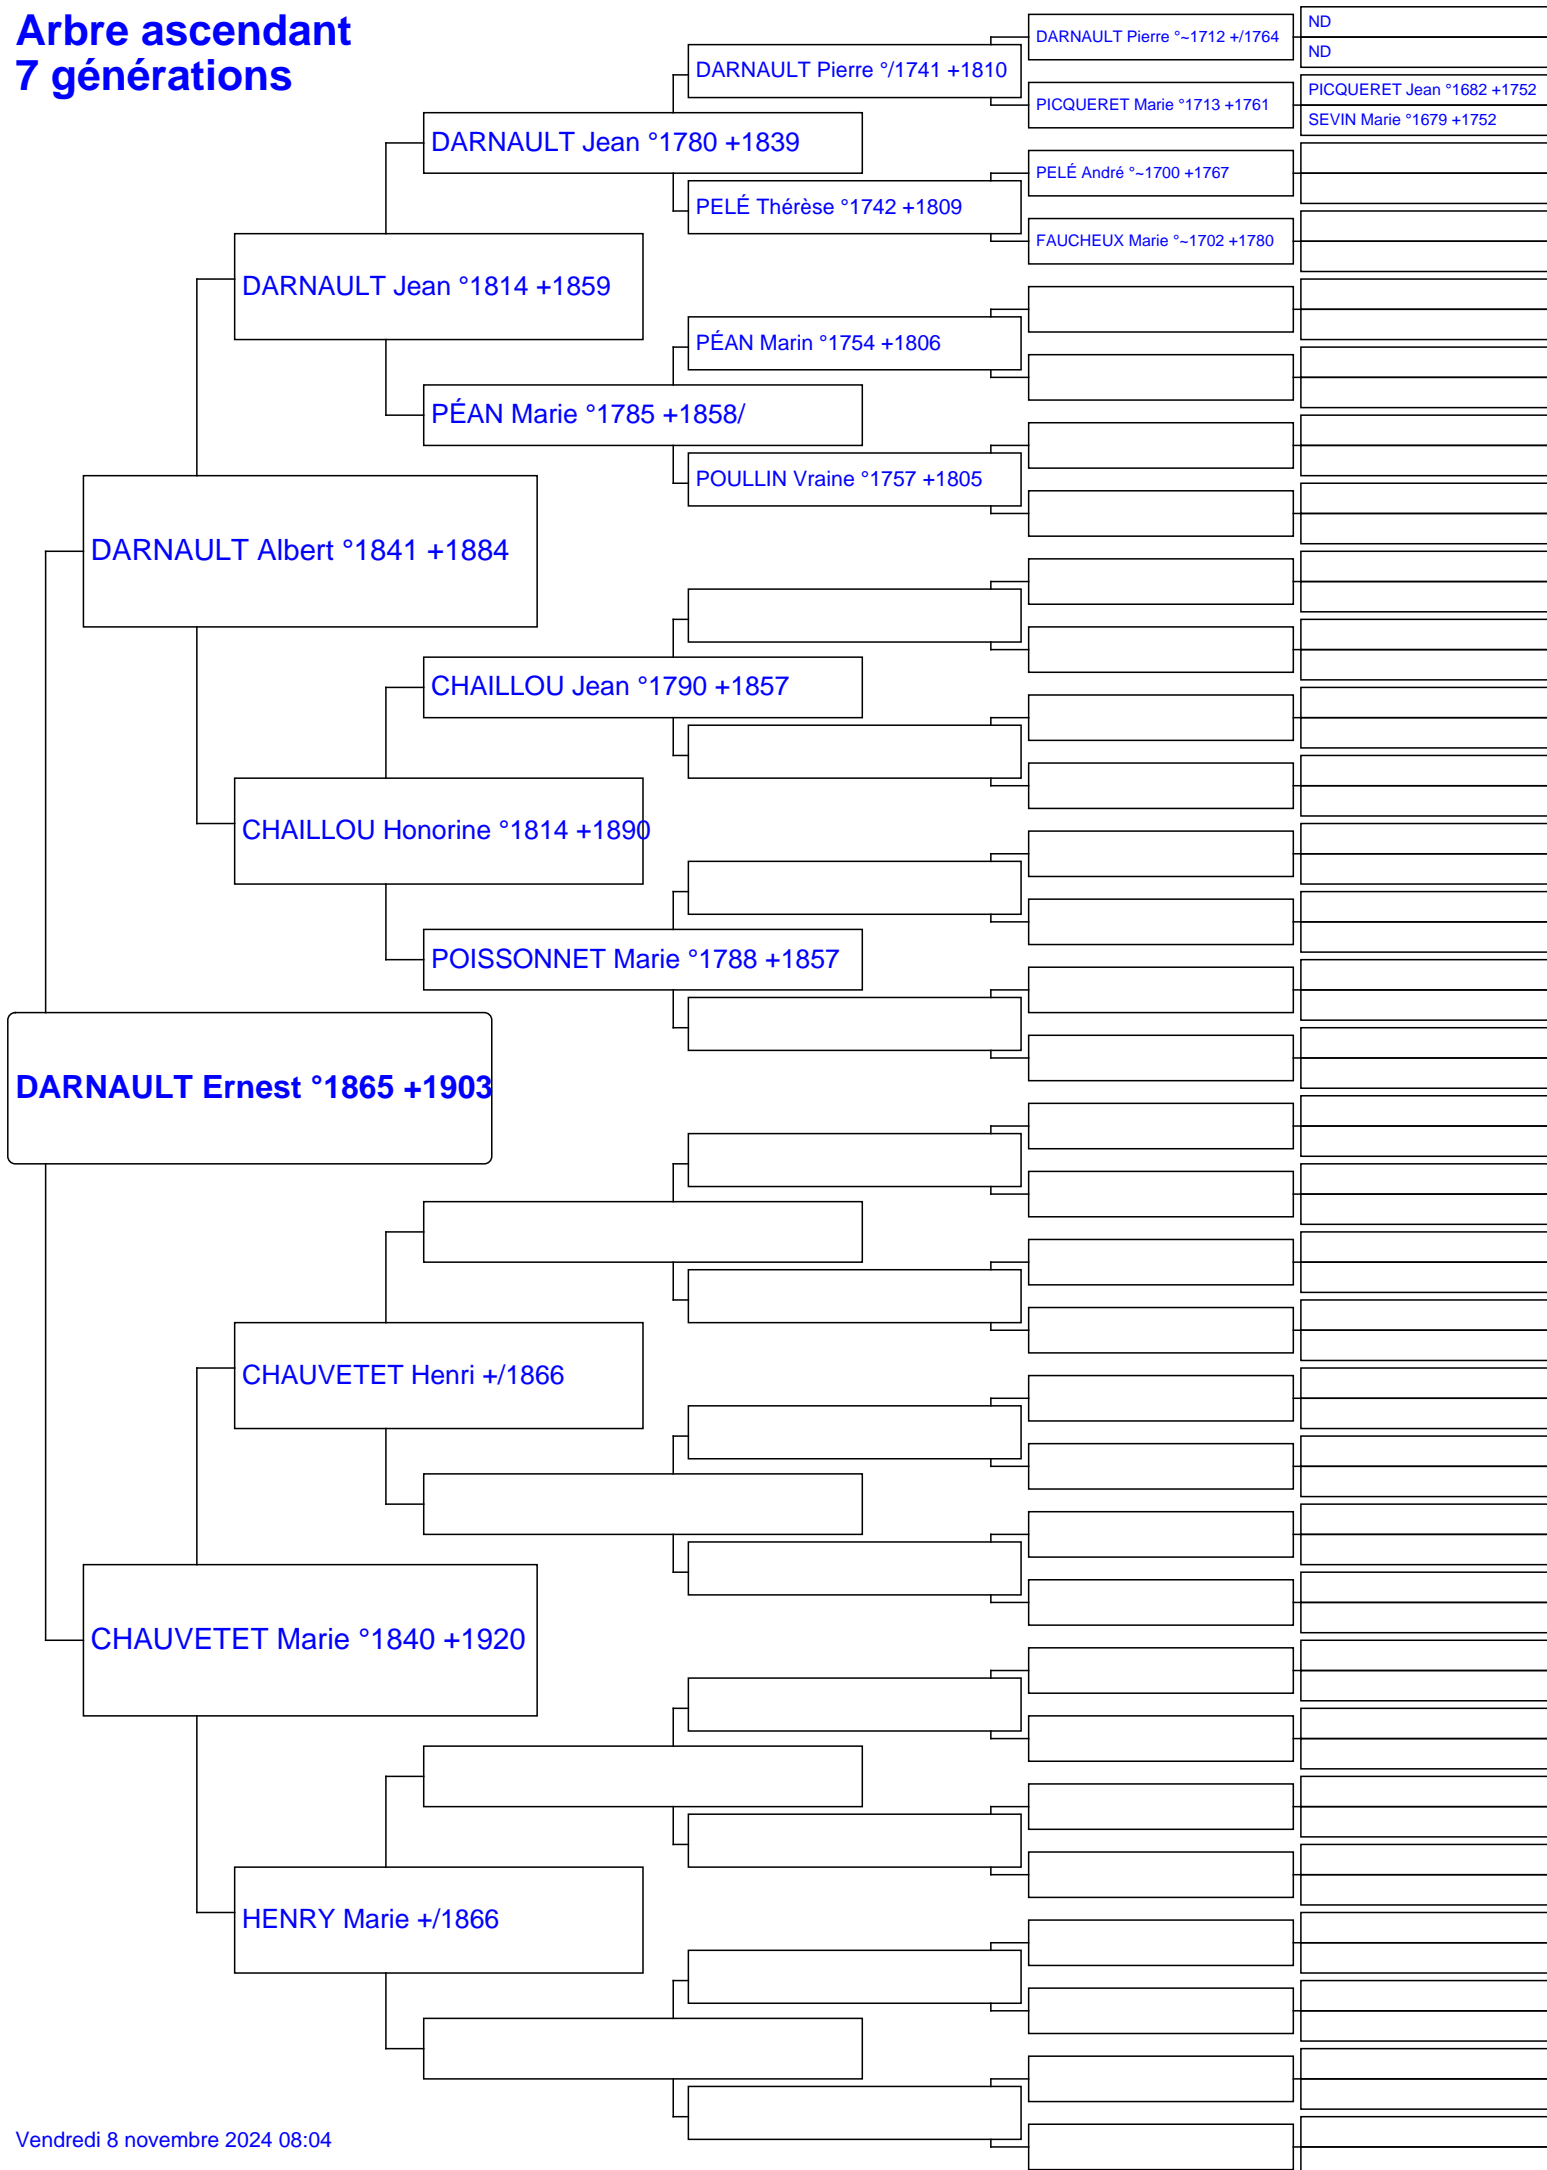 Arbre ascendant
7 générations
DARNAULT Pierre °~1712 +/1764
ND
ND
DARNAULT Pierre °/1741 +1810
PICQUERET Marie °1713 +1761
PICQUERET Jean °1682 +1752
SEVIN Marie °1679 +1752
DARNAULT Jean °1780 +1839
PELÉ André °~1700 +1767
PELÉ Thérèse °1742 +1809
FAUCHEUX Marie °~1702 +1780
DARNAULT Jean °1814 +1859
PÉAN Marin °1754 +1806
PÉAN Marie °1785 +1858/
POULLIN Vraine °1757 +1805
DARNAULT Albert °1841 +1884
CHAILLOU Jean °1790 +1857
CHAILLOU Honorine °1814 +1890
POISSONNET Marie °1788 +1857
DARNAULT Ernest °1865 +1903
CHAUVETET Henri +/1866
CHAUVETET Marie °1840 +1920
HENRY Marie +/1866
Vendredi 8 novembre 2024 08:04